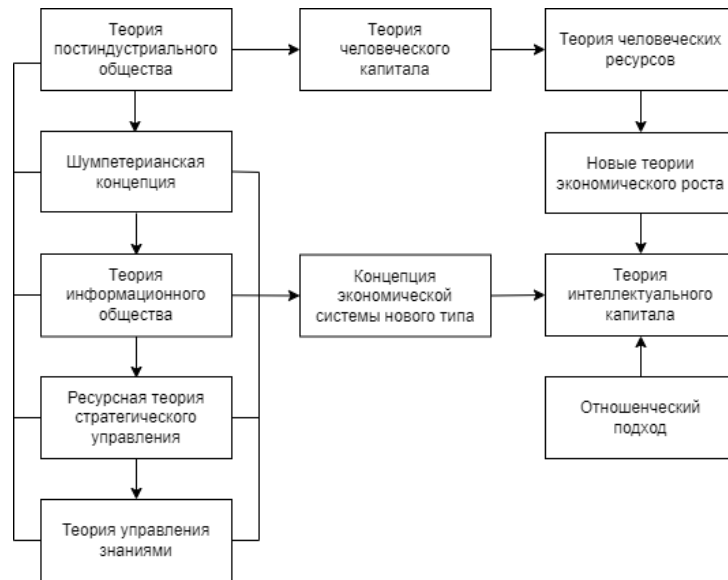 Теория
постиндустриального
общества
Теория
человеческого
капитала
Теория человеческих
ресурсов
Шумпетерианская
концепция
Новые теории
экономического роста
Теория
информационного
общества
Концепция
экономической
системы нового типа
Теория
интеллектуального
капитала
Ресурсная теория
стратегического
управления
Отношенческий
подход
Теория управления
знаниями